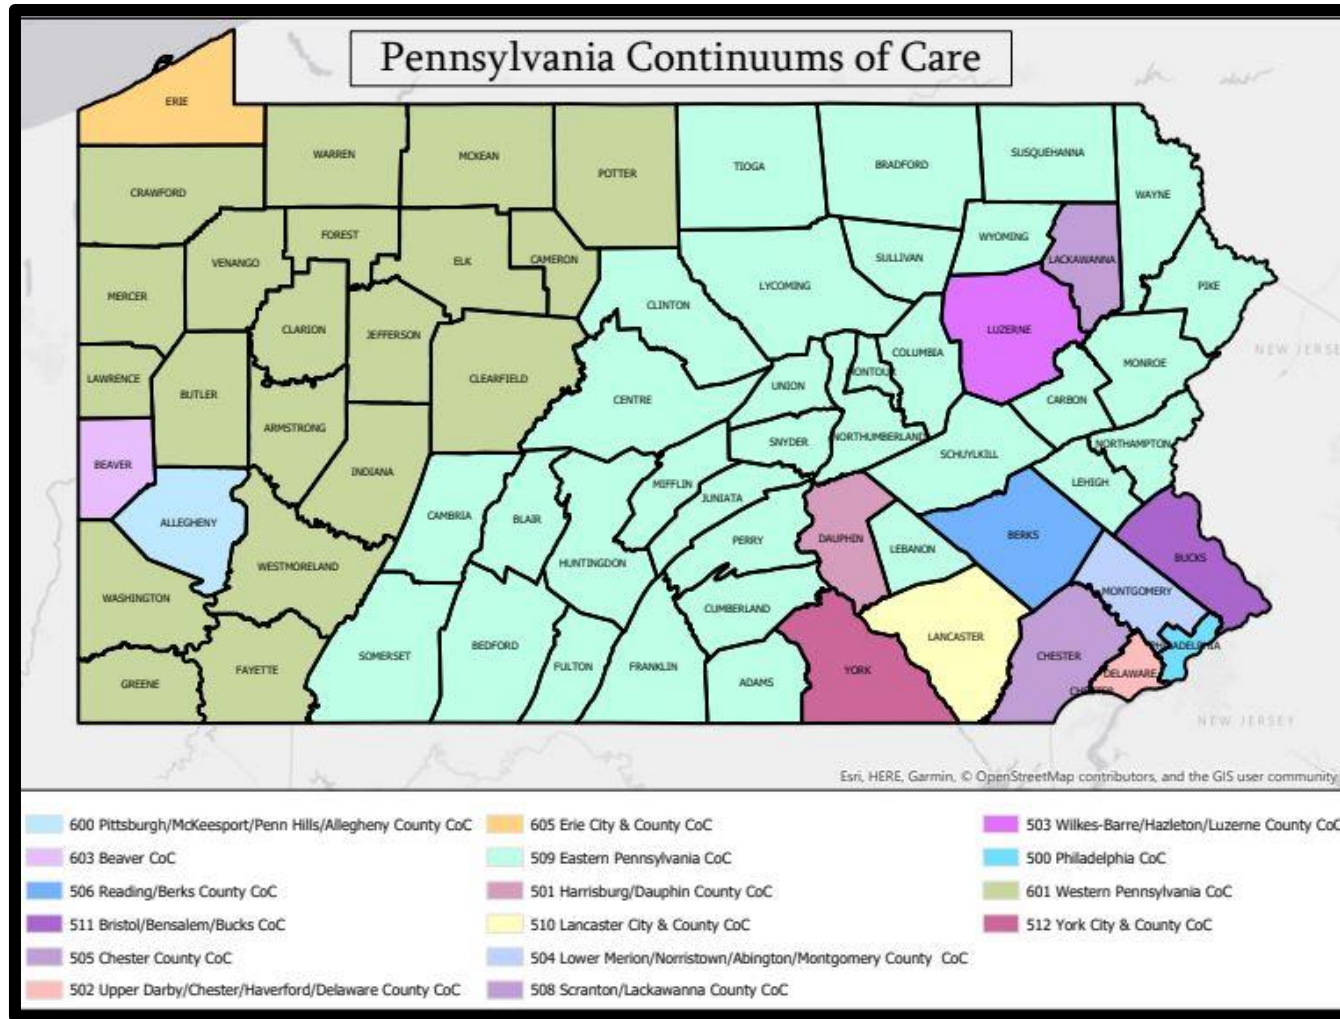 Pennsylvania Continuums of Care
ERIE
WARREN
MCKEAN
POTTER
TIOGA
BRADFORD
SUSQUEHANNA
WAYNE
CRAWFORD
FOREST
VENANGO
ELK
CAMERON
WYOMING
LACKAWANNA
SULLIVAN
LYCOMING
PIKE
MERCER
CLINTON
CLARION
JEFFERSON
LUZERNE
NEW JERSE
COLUMBIA
MONROE
LAWRENCE
CLEARFIELD
MONTOUR
UNION
BUTLER
CENTRE
CARBON
ARMSTRONG
SNYDER
NORTHUMBERLAND
NORTHAMPTON
SCHUYLKILL
BEAVER
INDIANA
MIFFLIN
LEHIGH
JUNIATA
CAMBRIA
BLAIR
ALLEGHENY
PERRY
DAUPHIN
BERKS
LEBANON
BUCKS
WESTMORELAND
HUNTINGDON
MONTGOMERY
WASHINGTON
CUMBERLAND
LANCASTER
PHILADELPHIA
BEDFORD
SOMERSET
CHESTER
FULTON
FRANKLIN
FAYETTE
YORK
DELAWARE
GREENE
ADAMS
CHESTER
NEW JERSEY
Esri, HERE, Garmin, © OpenStreetMap contributors, and the GIS user community
600 Pittsburgh/McKeesport/Penn Hills/Allegheny County CoC
603 Beaver CoC
506 Reading/Berks County CoC
511 Bristol/Bensalem/Bucks CoC
505 Chester County CoC
502 Upper Darby/Chester/Haverford/Delaware County CoC
605 Erie City & County CoC
509 Eastern Pennsylvania CoC
501 Harrisburg/Dauphin County CoC
510 Lancaster City & County CoC
504 Lower Merion/Norristown/Abington/Montgomery County CoC
508 Scranton/Lackawanna County CoC
503 Wilkes-Barre/Hazleton/Luzerne County CoC
500 Philadelphia CoC
601 Western Pennsylvania CoC
512 York City & County CoC